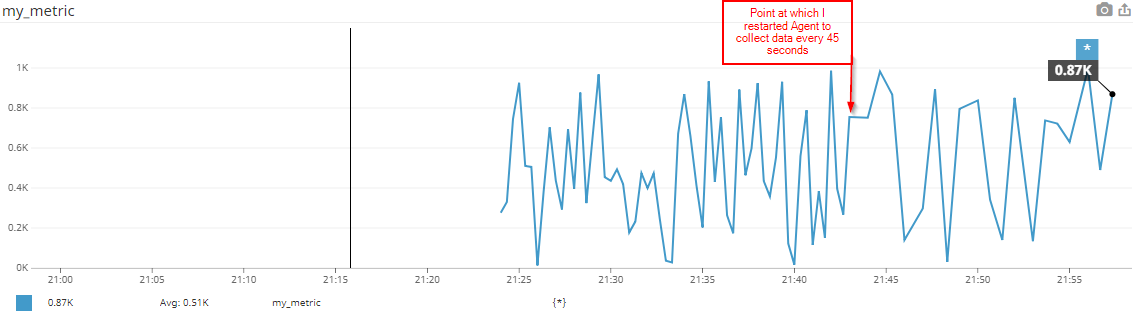 my_metric
Point at which I
restarted Agent to
collect data every 45
seconds
*
0.87K
1K
0.8K
0.6K
0.4K
0.2K
0K
21:00 21:05 21:10 21:15 21:20 21:25 21:30 21:35 21:40 21:45 21:50 21:55
0.87K Avg: 0.51K my_metric {*}